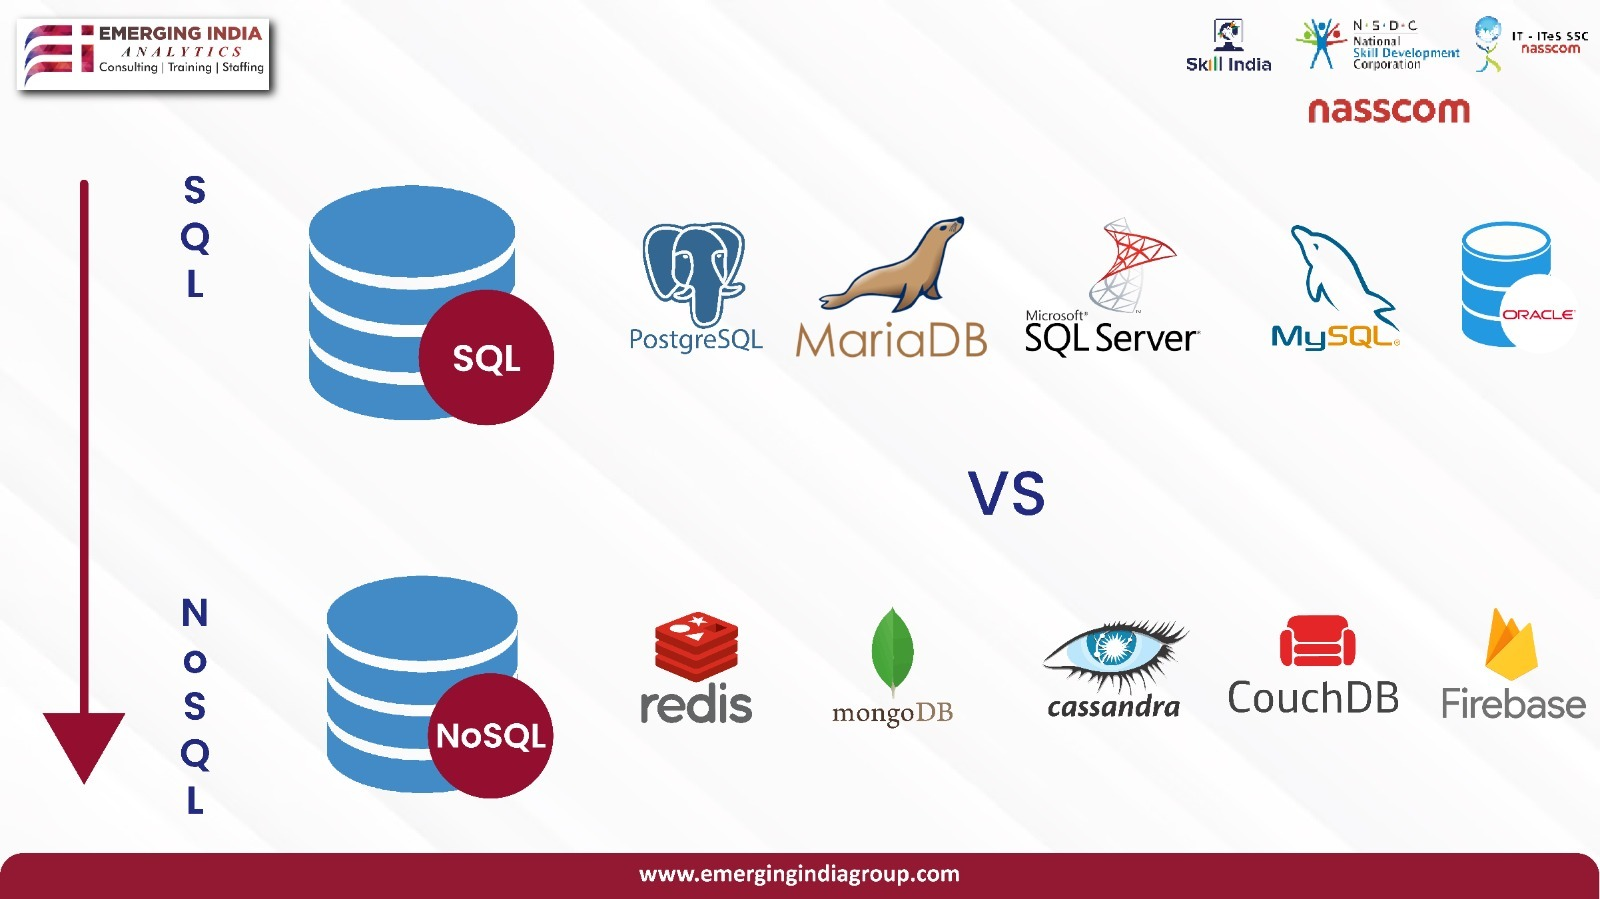 EMERGING INDIA
ANALYTICS
Consulting | Training | Staffing
Skill India
N·S·D·C
National
Skill Development
Corporation
IT - ITeS SSC
nasscom
nasscom
S
Q
L
SQL
PostgreSQL
MariaDB
Microsoft®
SQL Server®
MySQL®
ORACLE®
VS
N
o
S
Q
L
NoSQL
redis
mongoDB
cassandra
CouchDB
Firebase
www.emergingindiagroup.com